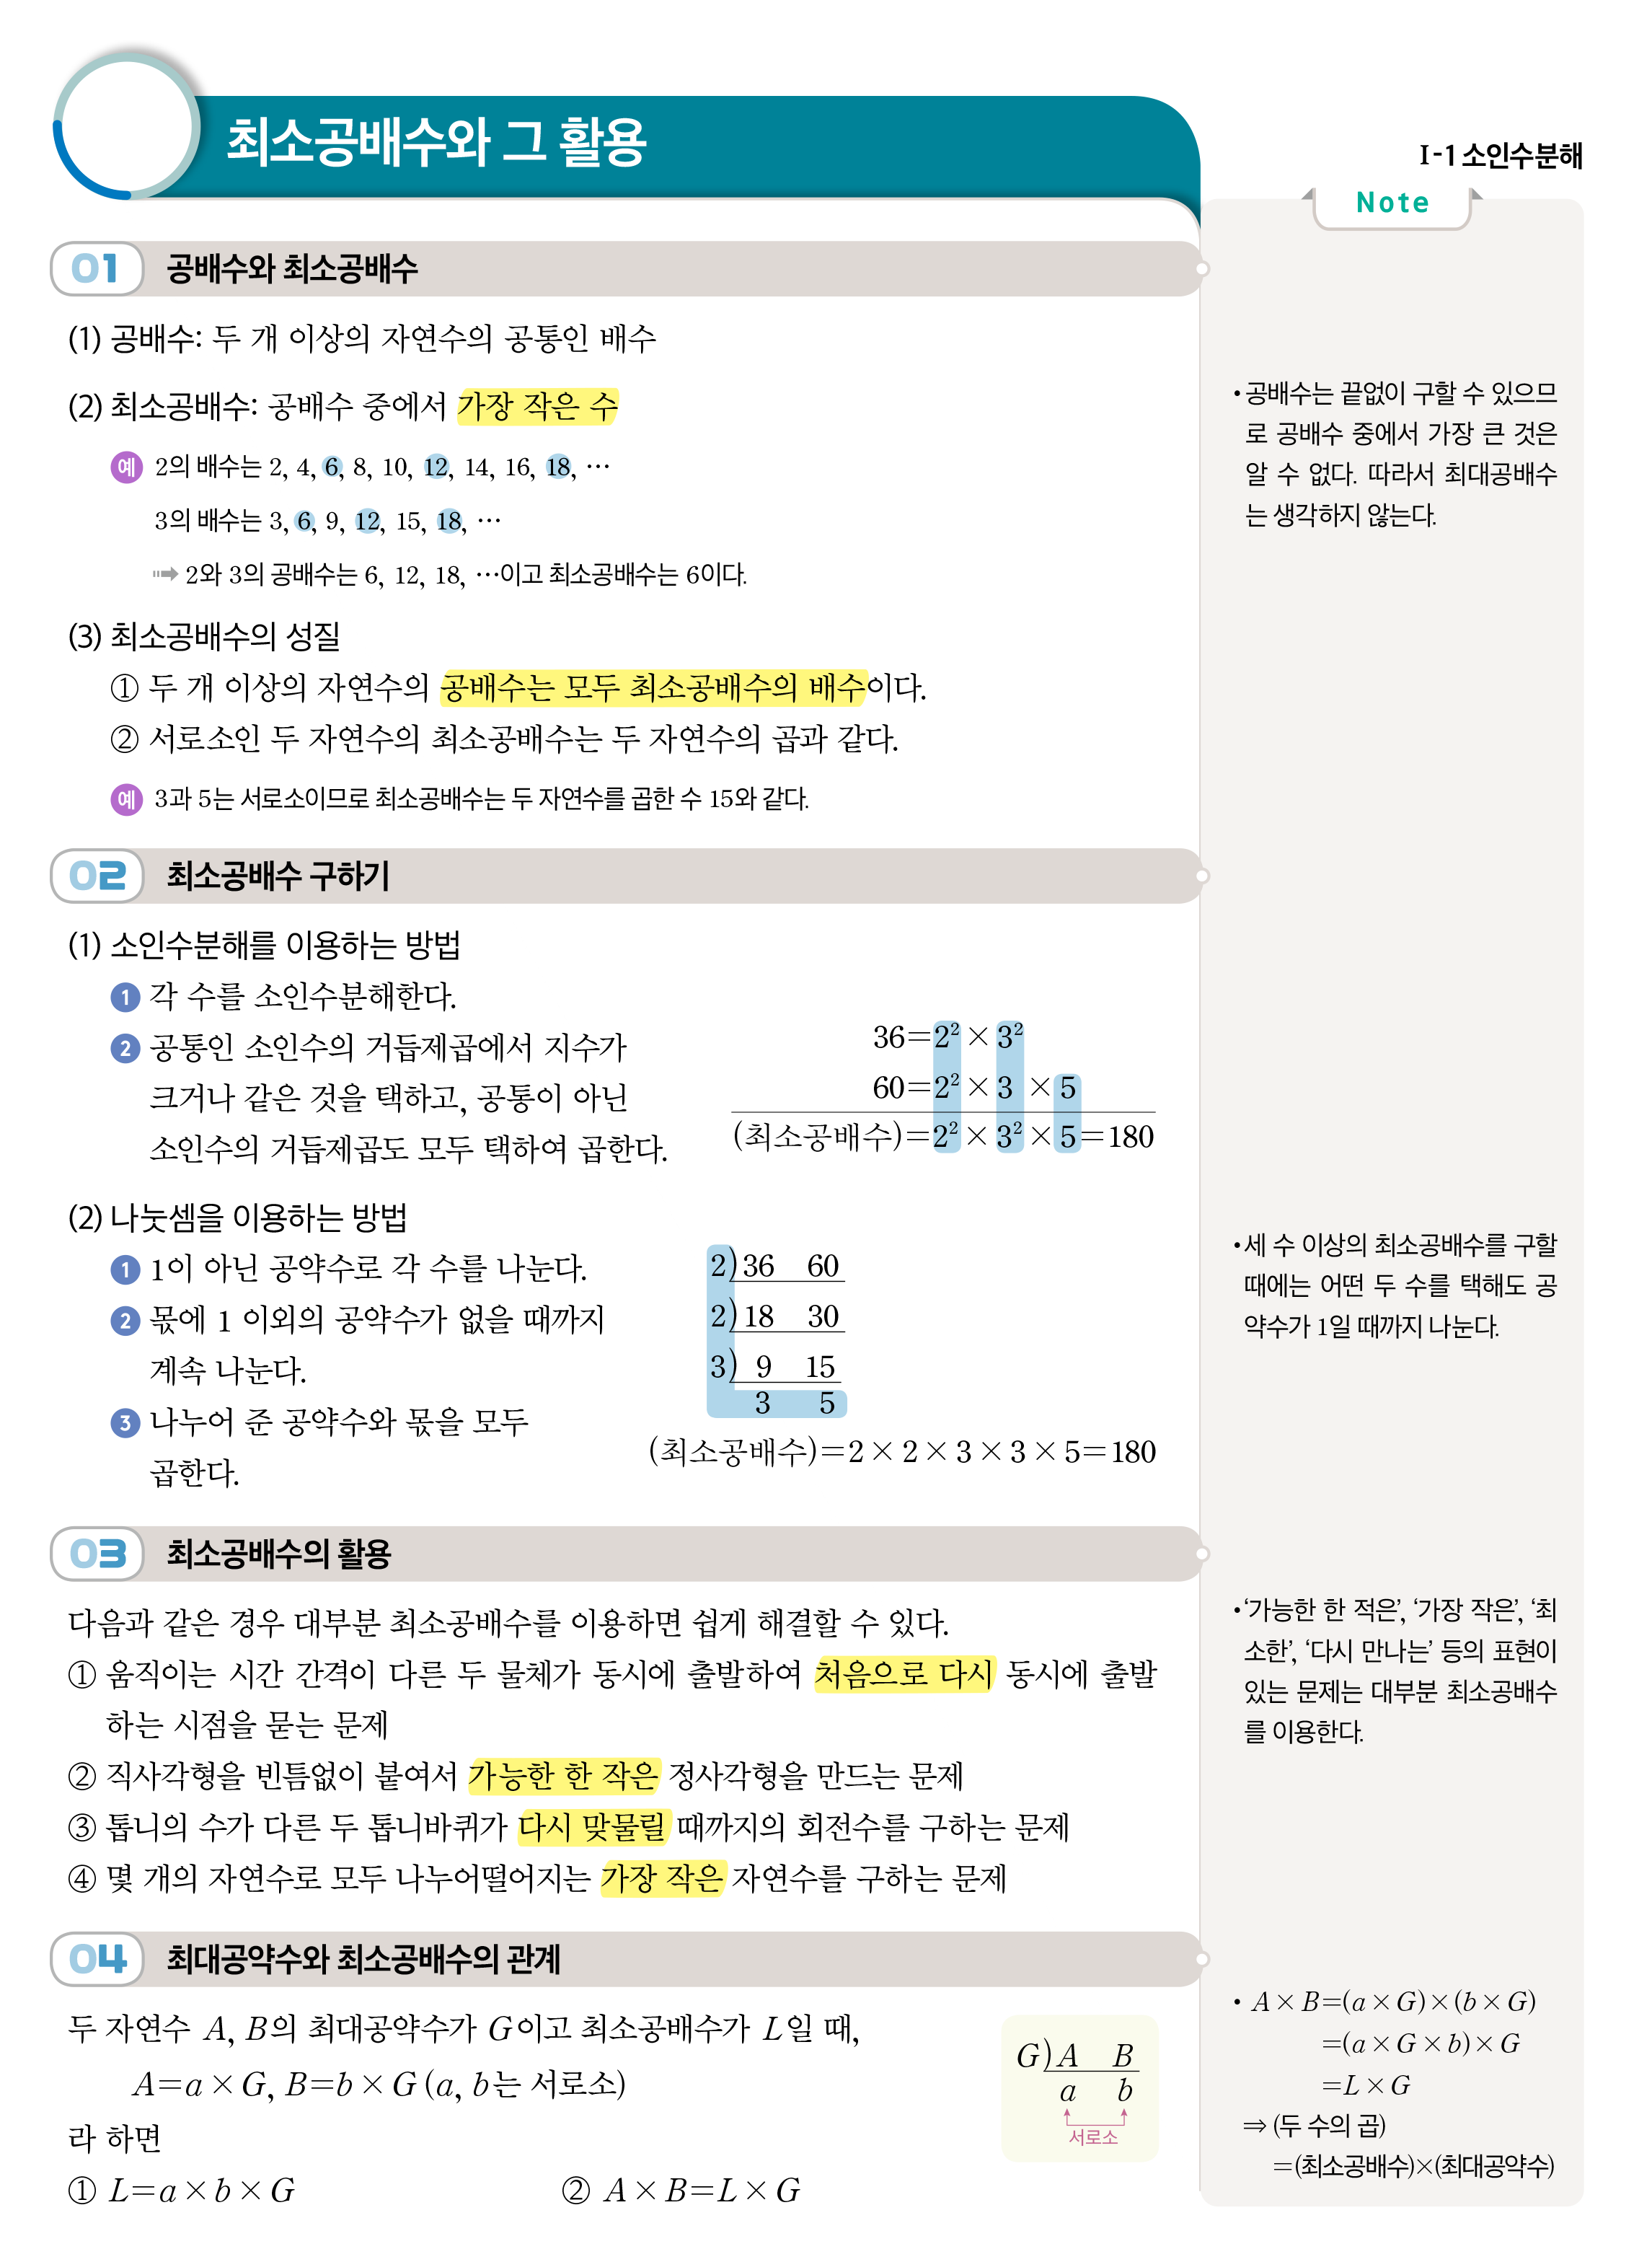 최소공배수와 그 활용
I-1 소인수분해
Note
01 공배수와 최소공배수
(1) 공배수: 두 개 이상의 자연수의 공통인 배수
(2) 최소공배수: 공배수 중에서 가장 작은 수
예 2의 배수는 2, 4, 6, 8, 10, 12, 14, 16, 18, …
3의 배수는 3, 6, 9, 12, 15, 18, …
➡ 2와 3의 공배수는 6, 12, 18, …이고 최소공배수는 6이다.
(3) 최소공배수의 성질
① 두 개 이상의 자연수의 공배수는 모두 최소공배수의 배수이다.
② 서로소인 두 자연수의 최소공배수는 두 자연수의 곱과 같다.
예 3과 5는 서로소이므로 최소공배수는 두 자연수를 곱한 수 15와 같다.
• 공배수는 끝없이 구할 수 있으므
로 공배수 중에서 가장 큰 것은
알 수 없다. 따라서 최대공배수
는 생각하지 않는다.
02 최소공배수 구하기
(1) 소인수분해를 이용하는 방법
1 각 수를 소인수분해한다.
2 공통인 소인수의 거듭제곱에서 지수가
크거나 같은 것을 택하고, 공통이 아닌
소인수의 거듭제곱도 모두 택하여 곱한다.
36=2²×3²
60=2²×3 ×5
(최소공배수)=2²×3²×5=180
(2) 나눗셈을 이용하는 방법
1 1이 아닌 공약수로 각 수를 나눈다.
2 몫에 1 이외의 공약수가 없을 때까지
계속 나눈다.
3 나누어 준 공약수와 몫을 모두
곱한다.
2) 36 60
2) 18 30
3) 9 15
3 5
(최소공배수)=2×2×3×3×5=180
• 세 수 이상의 최소공배수를 구할
때에는 어떤 두 수를 택해도 공
약수가 1일 때까지 나눈다.
03 최소공배수의 활용
다음과 같은 경우 대부분 최소공배수를 이용하면 쉽게 해결할 수 있다.
① 움직이는 시간 간격이 다른 두 물체가 동시에 출발하여 처음으로 다시 동시에 출발
하는 시점을 묻는 문제
② 직사각형을 빈틈없이 붙여서 가능한 한 작은 정사각형을 만드는 문제
③ 톱니의 수가 다른 두 톱니바퀴가 다시 맞물릴 때까지의 회전수를 구하는 문제
④ 몇 개의 자연수로 모두 나누어떨어지는 가장 작은 자연수를 구하는 문제
• ‘가능한 한 적은’, ‘가장 작은’, ‘최
소한’, ‘다시 만나는’ 등의 표현이
있는 문제는 대부분 최소공배수
를 이용한다.
04 최대공약수와 최소공배수의 관계
두 자연수 A, B의 최대공약수가 G이고 최소공배수가 L일 때,
A=a×G, B=b×G (a, b는 서로소)
라 하면
① L=a×b×G
② A×B=L×G
G) A B
a b
서로소
• A×B=(a×G)×(b×G)
=(a×G×b)×G
=L×G
⇒ (두 수의 곱)
=(최소공배수)×(최대공약수)